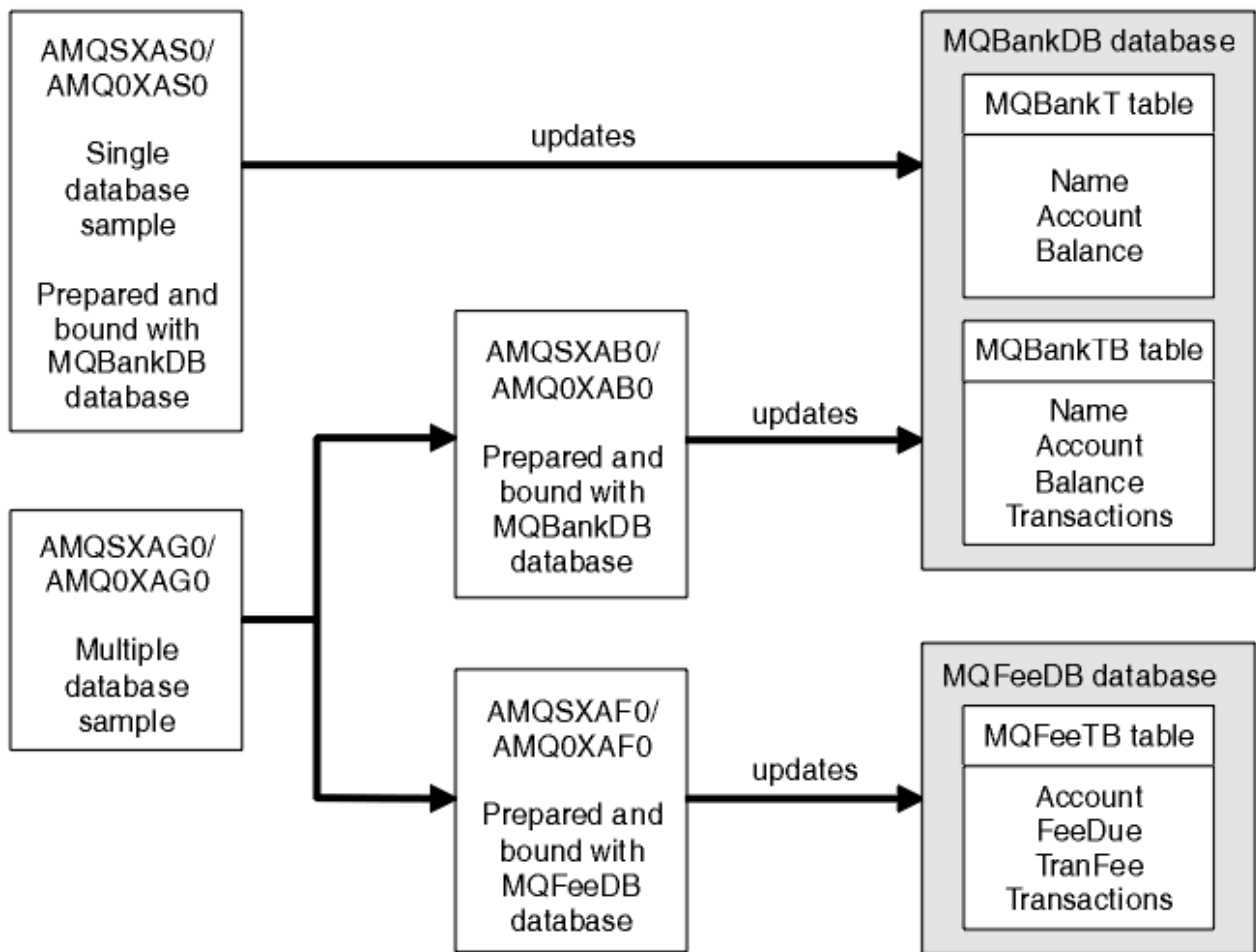 AMQSXAS0/
AMQ0XAS0
Single
database
sample
Prepared and
bound with
MQBankDB
database
updates
MQBankDB database
MQBankT table
Name
Account
Balance
MQBankTB table
Name
Account
Balance
Transactions
AMQSXAG0/
AMQ0XAG0
Multiple
database
sample
AMQSXAB0/
AMQ0XAB0
Prepared and
bound with
MQBankDB
database
updates
AMQSXAF0/
AMQ0XAF0
Prepared and
bound with
MQFeeDB
database
updates
MQFeeDB database
MQFeeTB table
Account
FeeDue
TranFee
Transactions